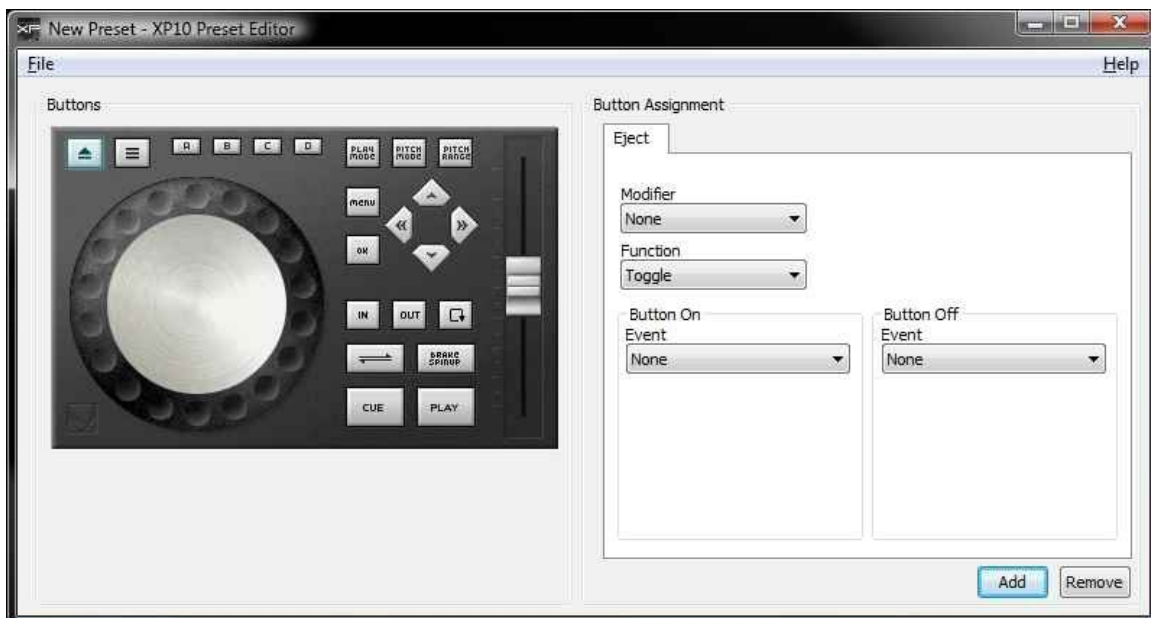 XP New Preset - XP10 Preset Editor
File Help
Buttons
A B C D
PLAY MODE
PITCH MODE
PITCH RANGE
menu
OK
IN OUT
BRAKE SPINUP
CUE PLAY
Button Assignment
Eject
Modifier
None
Function
Toggle
Button On
Event
None
Button Off
Event
None
Add Remove